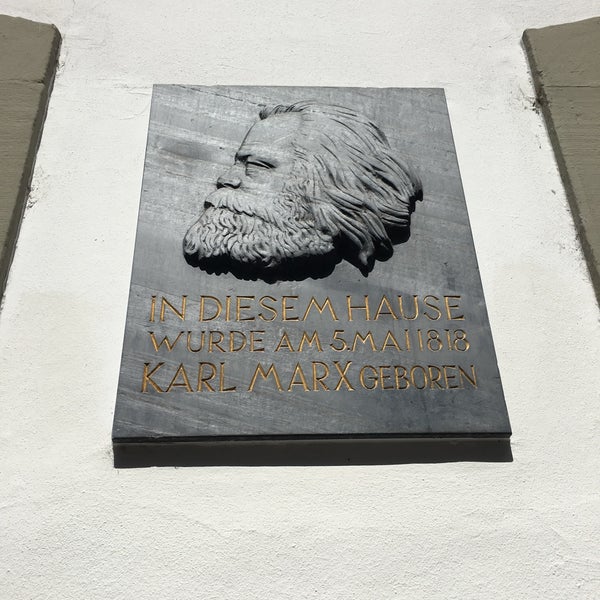 IN DIESEM HAUSE
WURDE AM 5.MAI 1818
KARL MARX GEBOREN